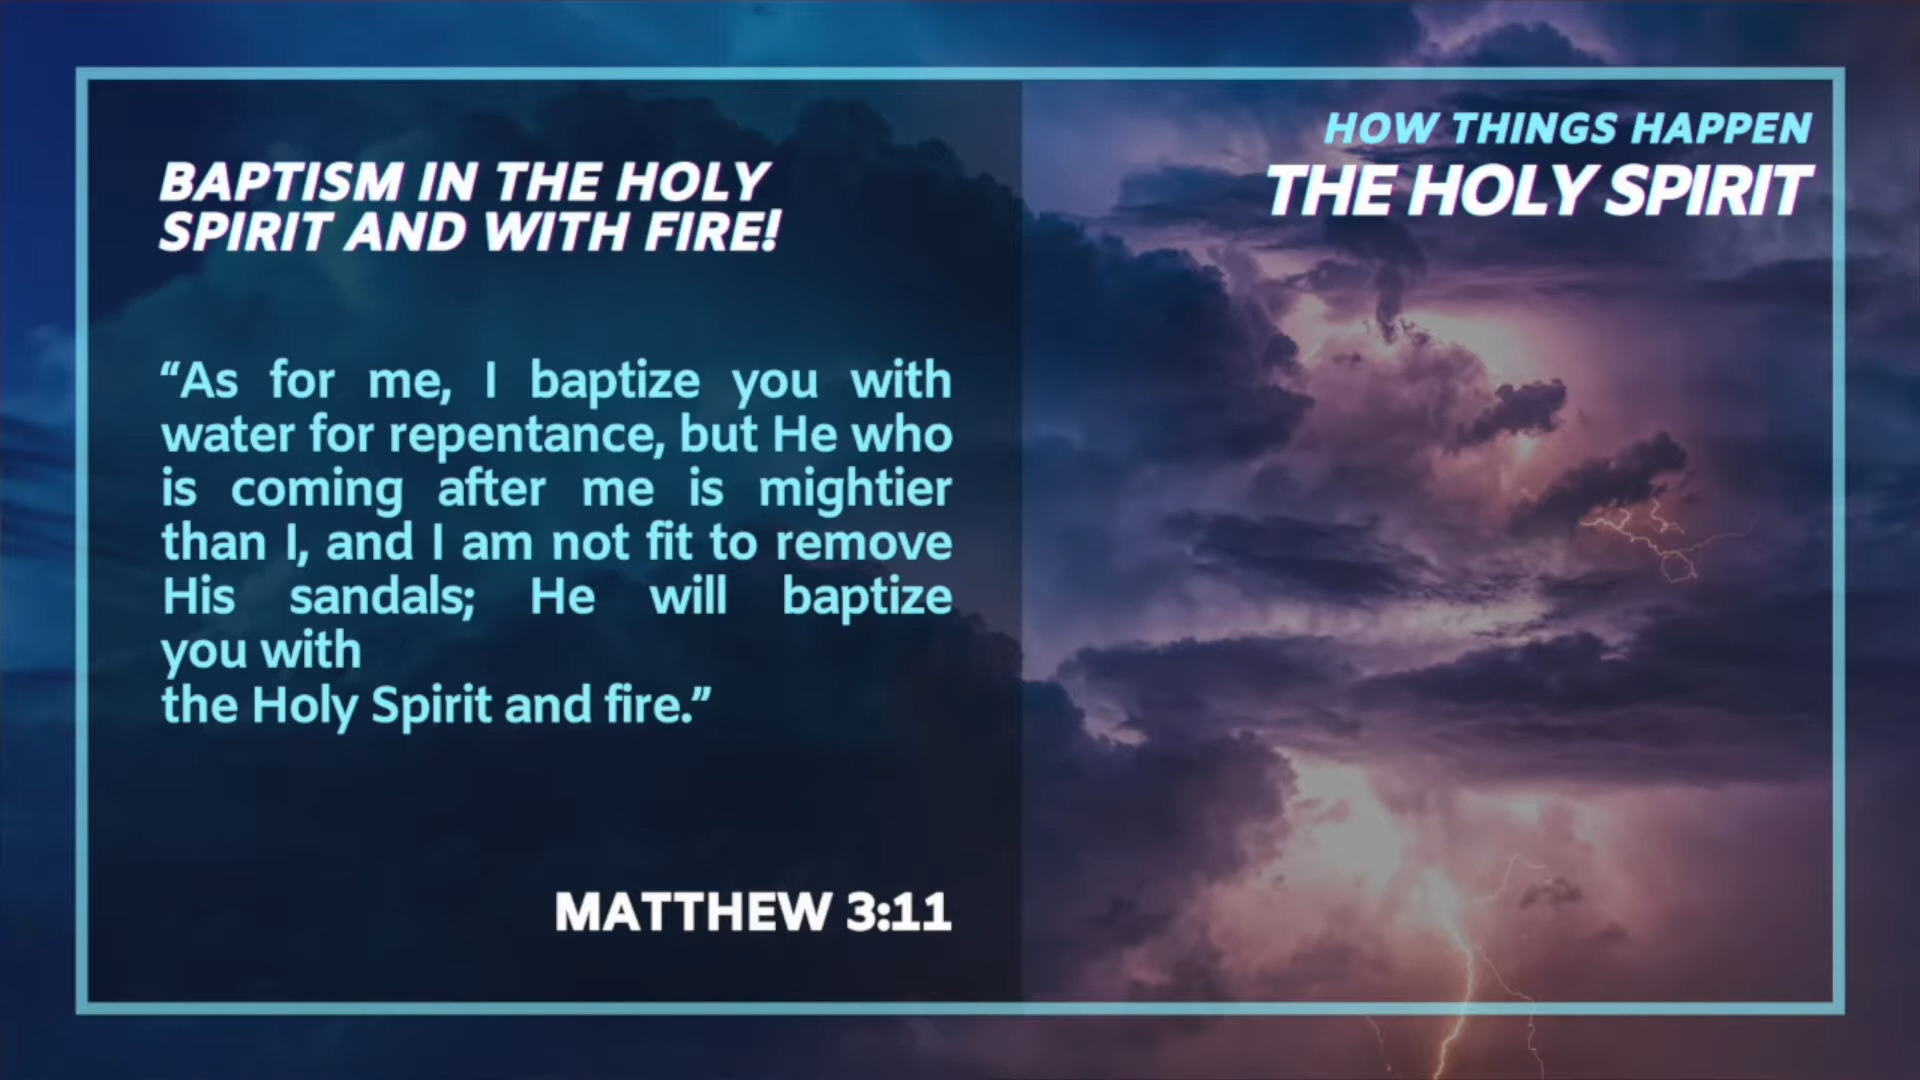 HOW THINGS HAPPEN
THE HOLY SPIRIT
BAPTISM IN THE HOLY
SPIRIT AND WITH FIRE!
“As for me, I baptize you with
water for repentance, but He who
is coming after me is mightier
than I, and I am not fit to remove
His sandals; He will baptize
you with
the Holy Spirit and fire.”
MATTHEW 3:11